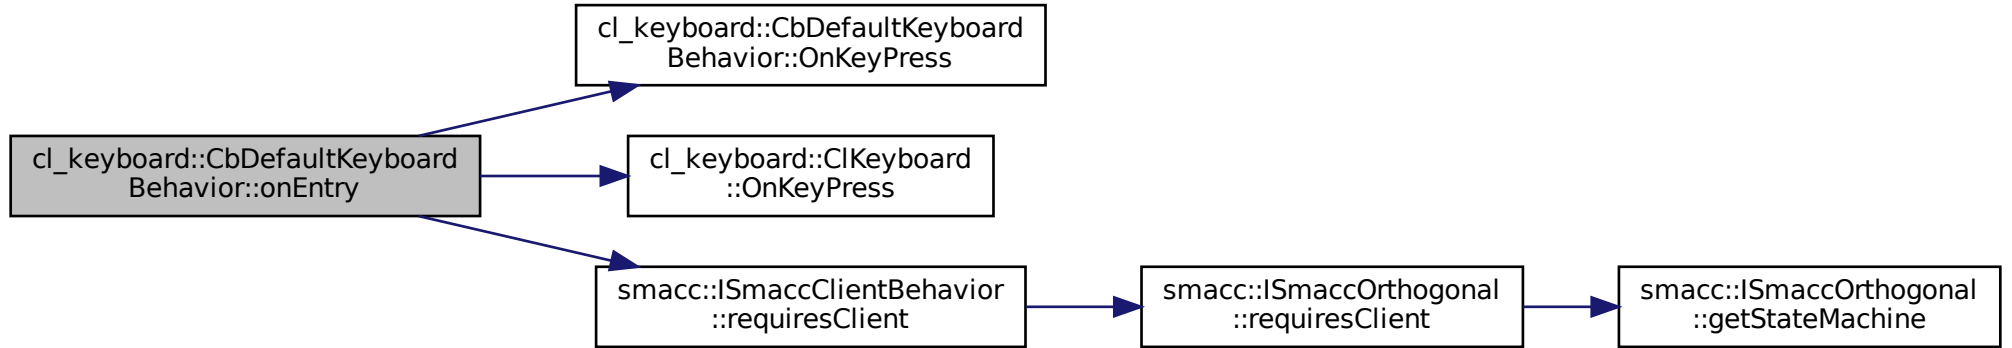 cl_keyboard::CbDefaultKeyboard
Behavior::OnKeyPress
cl_keyboard::CbDefaultKeyboard
Behavior::onEntry
cl_keyboard::ClKeyboard
::OnKeyPress
smacc::ISmaccClientBehavior
::requiresClient
smacc::ISmaccOrthogonal
::requiresClient
smacc::ISmaccOrthogonal
::getStateMachine